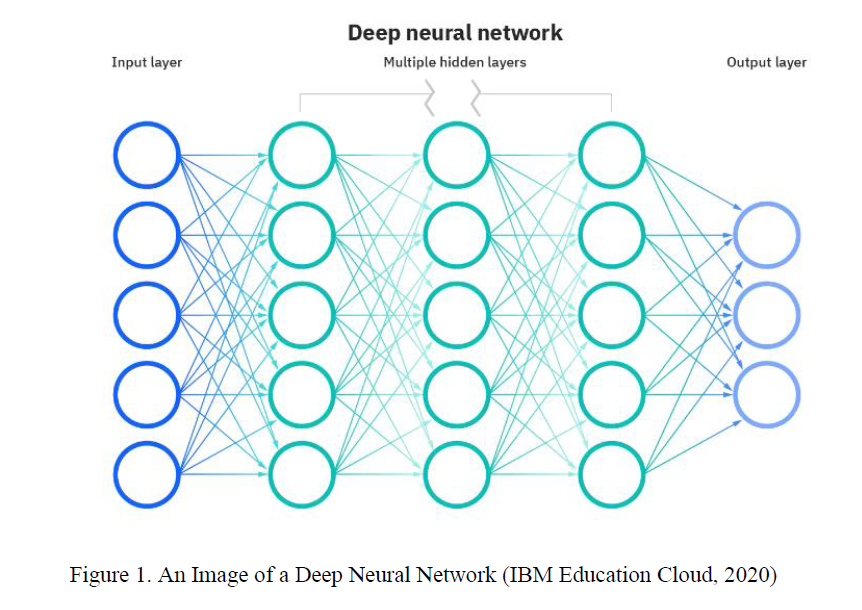 Deep neural network
Input layer
Multiple hidden layers
Output layer
Figure 1. An Image of a Deep Neural Network (IBM Education Cloud, 2020)